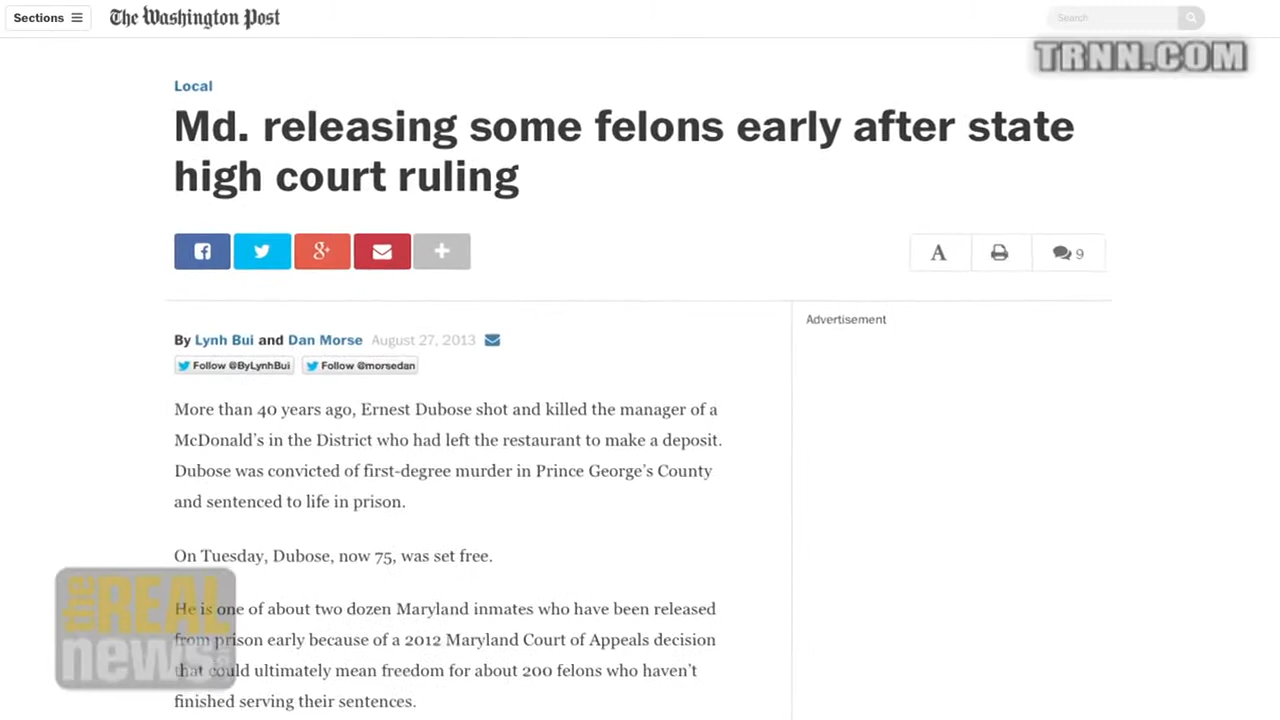 Sections
The Washington Post
Search
TRNN.COM
Local
Md. releasing some felons early after state
high court ruling
A
9
By Lynh Bui and Dan Morse August 27, 2013
Follow @ByLynhBui Follow @morsedan
Advertisement
More than 40 years ago, Ernest Dubose shot and killed the manager of a
McDonald's in the District who had left the restaurant to make a deposit.
Dubose was convicted of first-degree murder in Prince George's County
and sentenced to life in prison.
On Tuesday, Dubose, now 75, was set free.
He is one of about two dozen Maryland inmates who have been released
from prison early because of a 2012 Maryland Court of Appeals decision
that could ultimately mean freedom for about 200 felons who haven't
finished serving their sentences.
the REAL
news